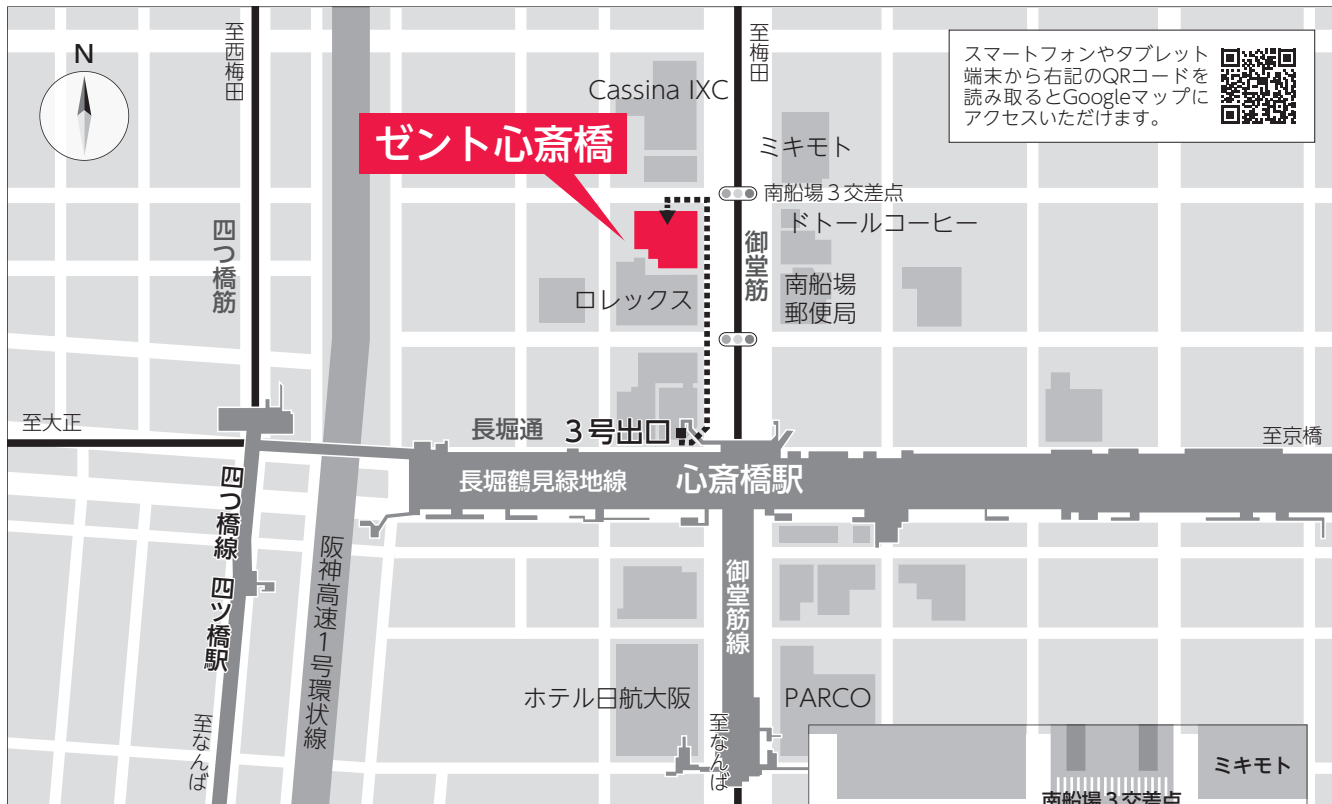 N
至西梅田
至梅田
スマートフォンやタブレット
端末から右記のQRコードを
読み取るとGoogleマップに
アクセスいただけます。
Cassina IXC
ゼント心斎橋
ミキモト
南船場3交差点
ドトールコーヒー
四つ橋筋
御堂筋
南船場
郵便局
ロレックス
至大正
長堀通
3号出口
至京橋
長堀鶴見緑地線
心斎橋駅
四つ橋線 四ツ橋駅
阪神高速1号環状線
御堂筋線
ホテル日航大阪
PARCO
至なんば
至なんば
ミキモト
南船場3交差点